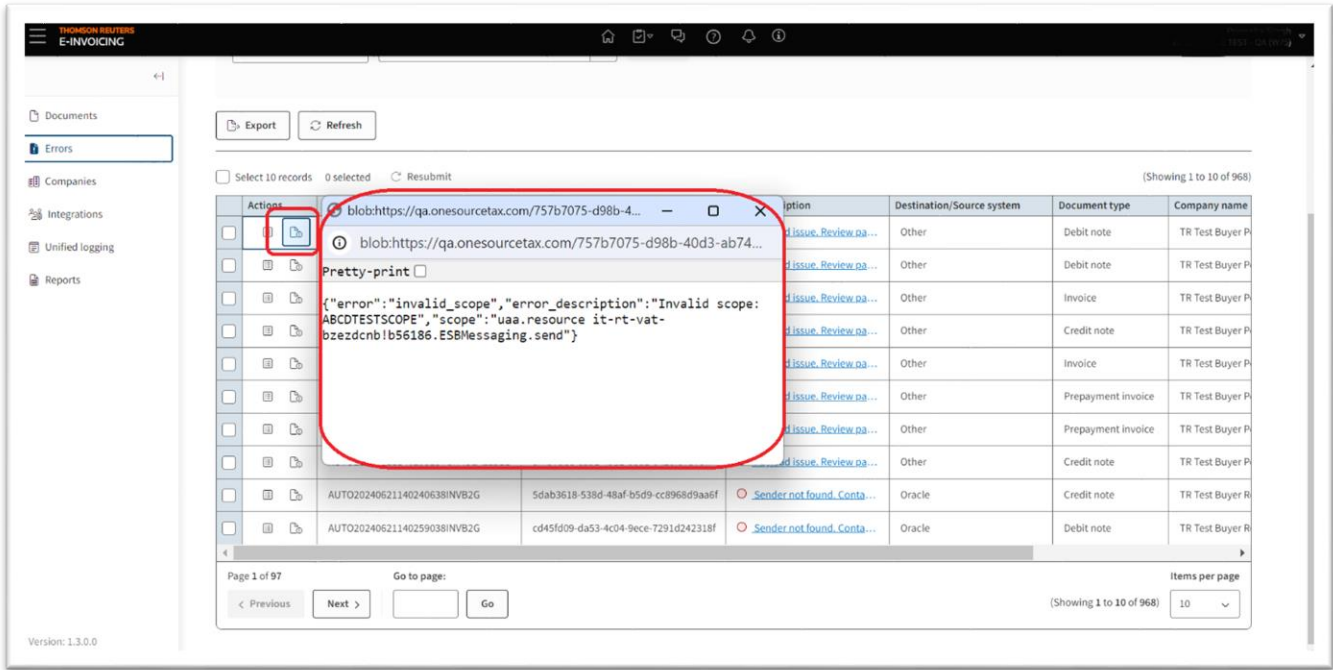 THOMSON REUTERS
E-INVOICING
Documents
Errors
Companies
Integrations
Unified logging
Reports
Version: 1.3.0.0
Export Refresh
Select 10 records 0 selected Resubmit (Showing 1 to 10 of 968)
Actions iption Destination/Source system Document type Company name
d issue. Review pa... Other Debit note TR Test Buyer P
d issue. Review pa... Other Debit note TR Test Buyer P
d issue. Review pa... Other Invoice TR Test Buyer P
d issue. Review pa... Other Credit note TR Test Buyer P
d issue. Review pa... Other Invoice TR Test Buyer P
d issue. Review pa... Other Prepayment invoice TR Test Buyer P
d issue. Review pa... Other Prepayment invoice TR Test Buyer P
d issue. Review pa... Other Credit note TR Test Buyer P
AUTO20240621140240638INVB2G 5dab3618-538d-48af-b5d9-cc8968d9aa6f Sender not found. Conta... Oracle Credit note TR Test Buyer R
AUTO20240621140259038INVB2G cd45fd09-da53-4c04-9ece-7291d242318f Sender not found. Conta... Oracle Debit note TR Test Buyer R
blob:https://qa.onesourcetax.com/757b7075-d98b-4...
blob:https://qa.onesourcetax.com/757b7075-d98b-40d3-ab74...
Pretty-print
{"error":"invalid_scope","error_description":"Invalid scope:
ABCDTESTSCOPE","scope":"uaa.resource it-rt-vat-
bzezdcnb!b56186.ESBMessaging.send"}
Page 1 of 97 Go to page: Items per page
< Previous Next > Go (Showing 1 to 10 of 968) 10